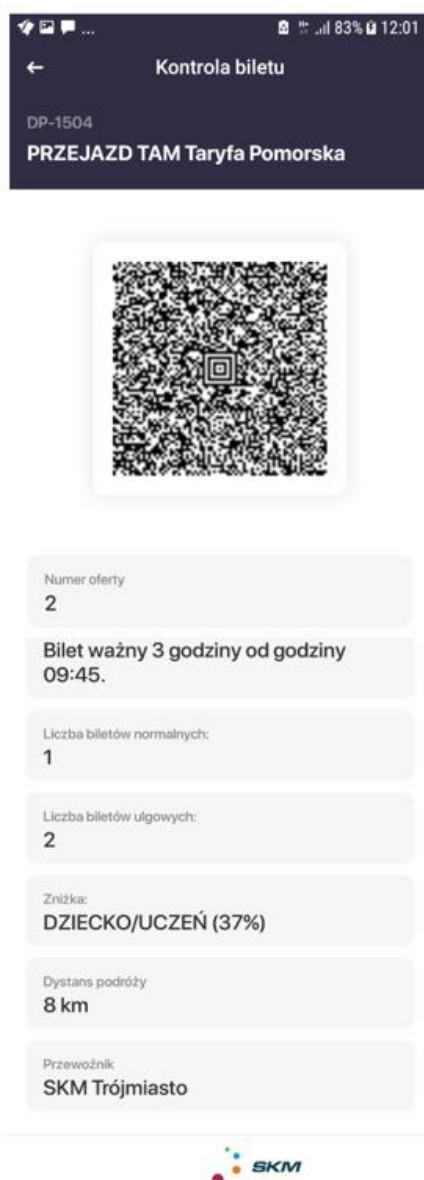 ... 83% 12:01
Kontrola biletu
DP-1504
PRZEJAZD TAM Taryfa Pomorska
Numer oferty
2
Bilet ważny 3 godziny od godziny
09:45.
Liczba biletów normalnych:
1
Liczba biletów ulgowych:
2
Zniżka:
DZIECKO/UCZEŃ (37%)
Dystans podróży
8 km
Przewoźnik
SKM Trójmiasto
SKM